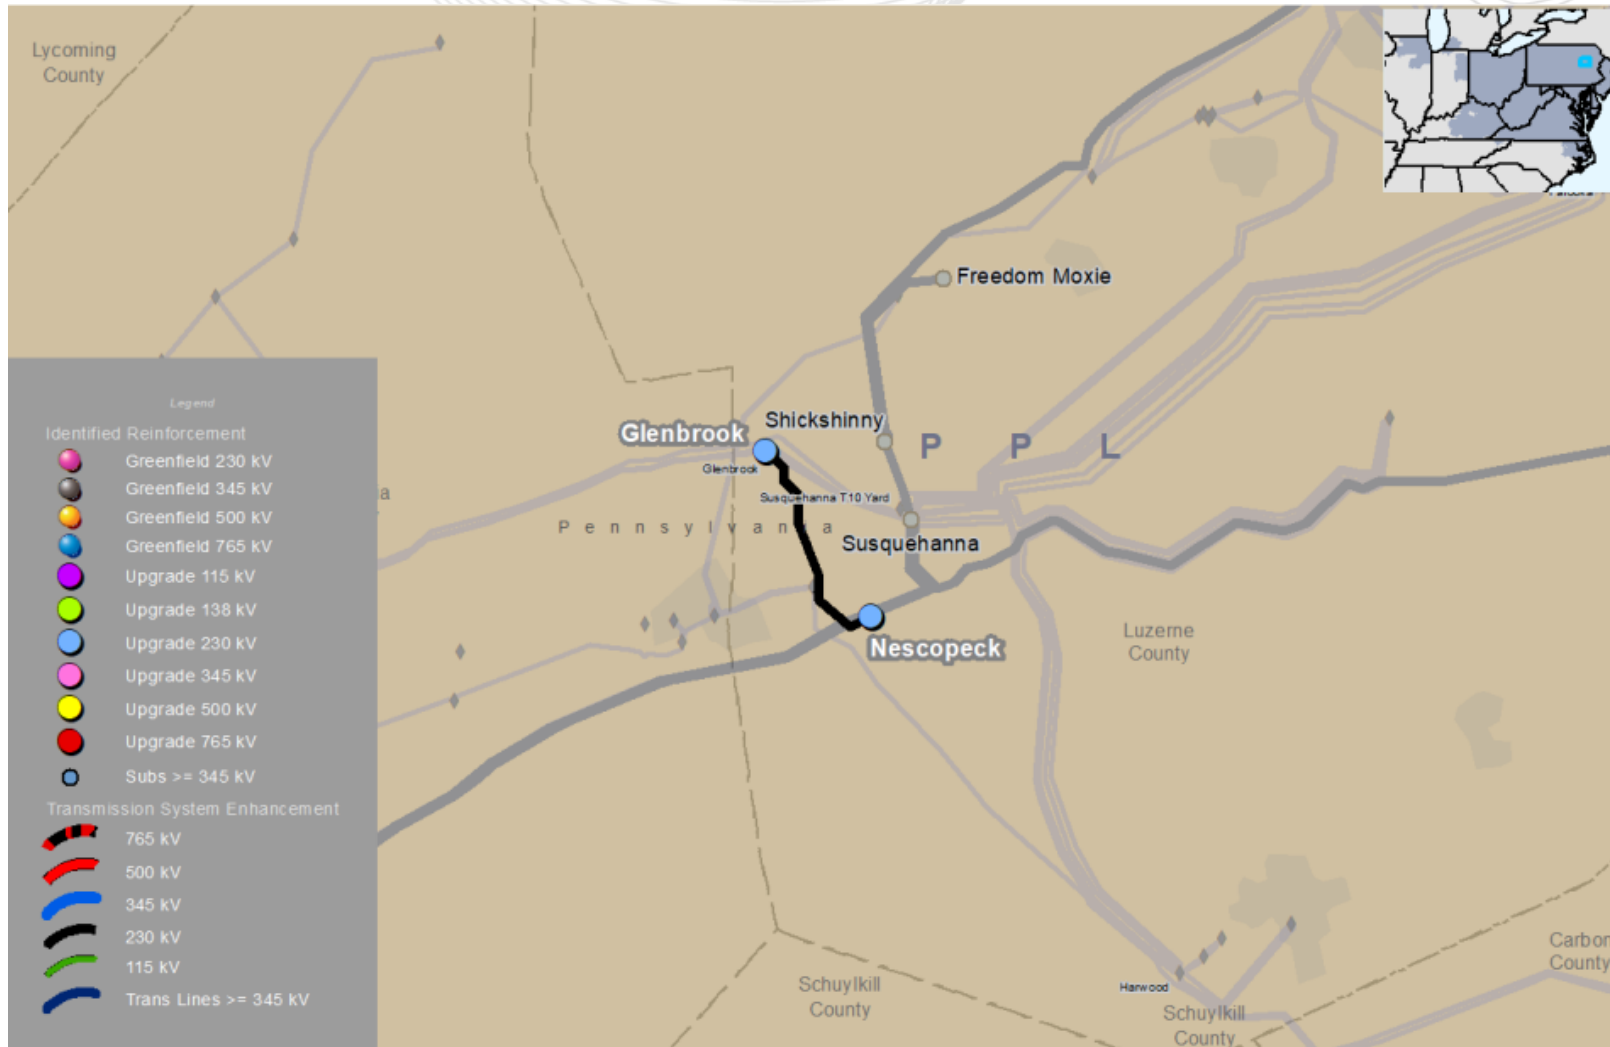 Lycoming
County
Freedom Moxie
Shickshinny
Glenbrook
P P L
Glenbrook
Susquehanna T10 Yard
Pennsylvania
Susquehanna
Nescopeck
Luzerne
County
Carbon
County
Harwood
Schuylkill
County
Schuylkill
County
Legend
Identified Reinforcement
Greenfield 230 kV
Greenfield 345 kV
Greenfield 500 kV
Greenfield 765 kV
Upgrade 115 kV
Upgrade 138 kV
Upgrade 230 kV
Upgrade 345 kV
Upgrade 500 kV
Upgrade 765 kV
Subs >= 345 kV
Transmission System Enhancement
765 kV
500 kV
345 kV
230 kV
115 kV
Trans Lines >= 345 kV